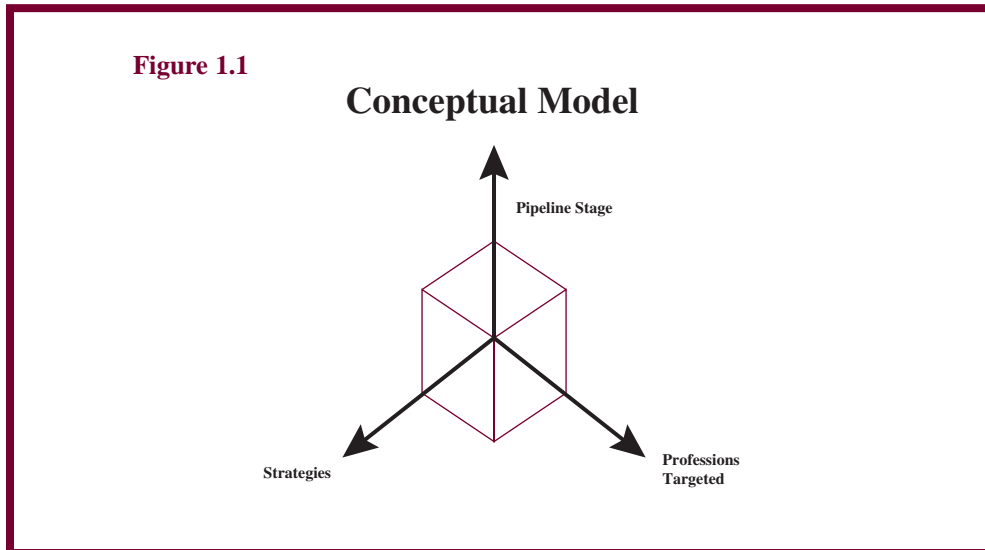 Figure 1.1
Conceptual Model
Pipeline Stage
Strategies
Professions
Targeted